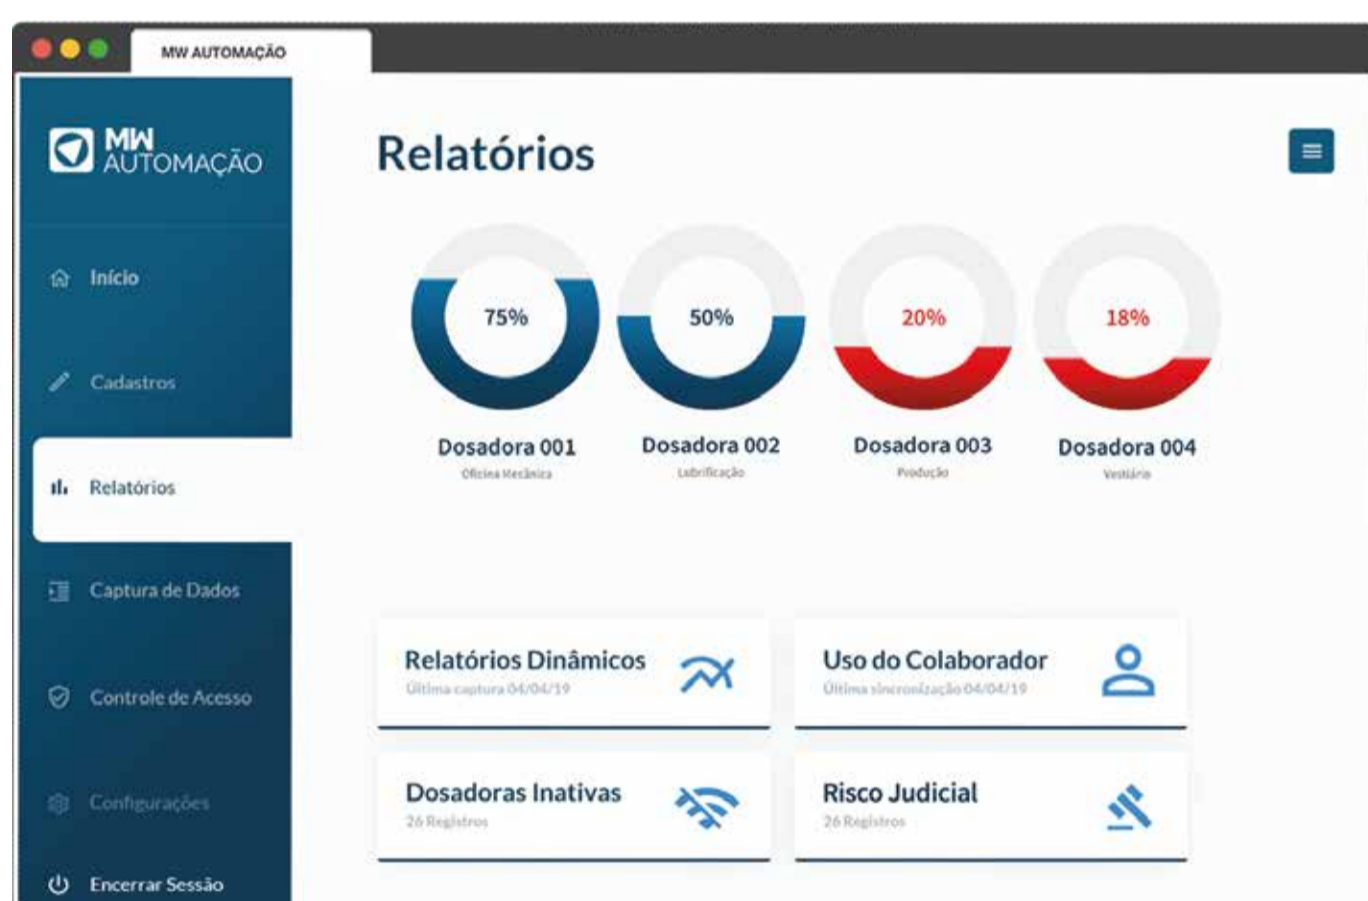 MW AUTOMAÇÃO
MW
AUTOMAÇÃO
Relatórios
Início
Cadastros
Relatórios
Captura de Dados
Controle de Acesso
Configurações
Encerrar Sessão
75%
50%
20%
18%
Dosadora 001
Oficina Mecânica
Dosadora 002
Lubrificação
Dosadora 003
Produção
Dosadora 004
Vestiário
Relatórios Dinâmicos
Última captura 04/04/19
Uso do Colaborador
Última sincronização 04/04/19
Dosadoras Inativas
26 Registros
Risco Judicial
26 Registros